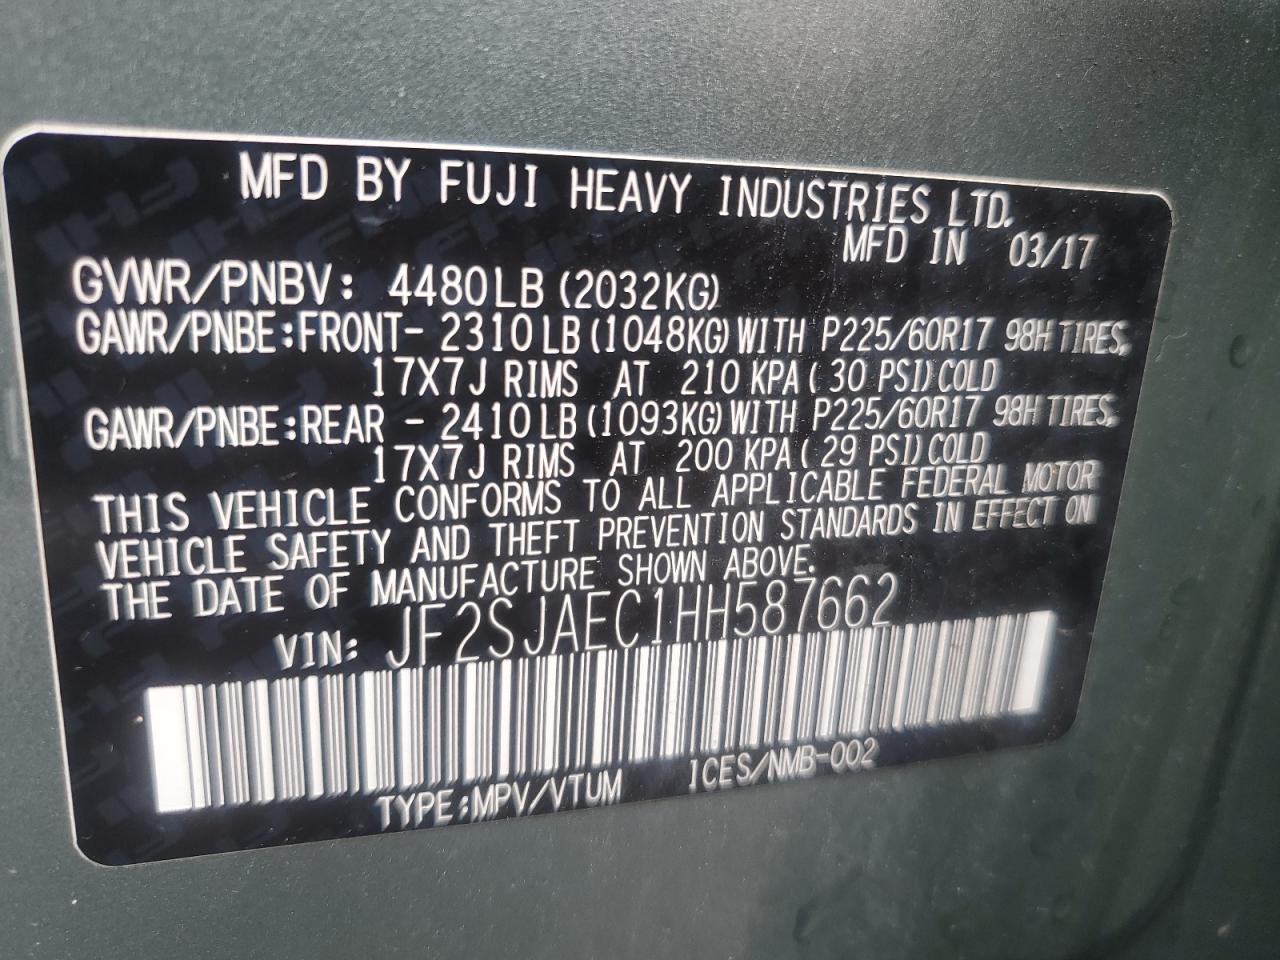 MFD BY FUJI HEAVY INDUSTRIES LTD.
MFD IN 03/17
GVWR/PNBV: 4480LB (2032KG)
GAWR/PNBE:FRONT- 2310LB (1048KG) WITH P225/60R17 98H TIRES,
17X7J RIMS AT 210 KPA( 30 PSI) COLD
GAWR/PNBE:REAR - 2410LB (1093KG) WITH P225/60R17 98H TIRES,
17X7J RIMS AT 200 KPA( 29 PSI) COLD
THIS VEHICLE CONFORMS TO ALL APPLICABLE FEDERAL MOTOR
VEHICLE SAFETY AND THEFT PREVENTION STANDARDS IN EFFECT ON
THE DATE OF MANUFACTURE SHOWN ABOVE.
VIN: JF2SJAEC1HH587662
TYPE:MPV/VTUM ICES/NMB-002